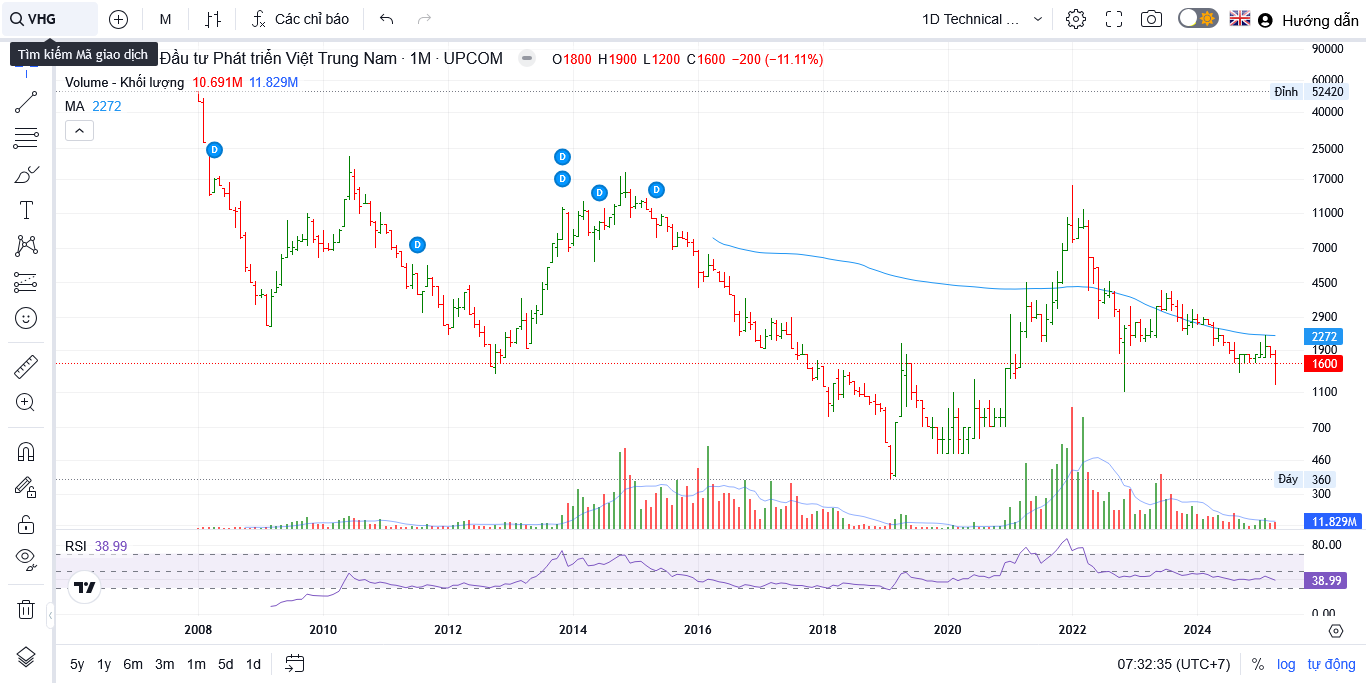 VHG M Các chỉ báo 1D Technical ... Hướng dẫn
Tìm kiếm Mã giao dịch
Đầu tư Phát triển Việt Trung Nam · 1M · UPCOM O1800 H1900 L1200 C1600 −200 (−11.11%)
Volume - Khối lượng 10.691M 11.829M
MA 2272
90000
60000
Đỉnh 52420
40000
25000
17000
11000
7000
4500
2900
2272
1900
1600
1100
700
460
Đáy 360
300
11.829M
D
D
D
D
D
D
RSI 38.99
80.00
38.99
0.00
2008 2010 2012 2014 2016 2018 2020 2022 2024
5y 1y 6m 3m 1m 5d 1d 07:32:35 (UTC+7) % log tự động